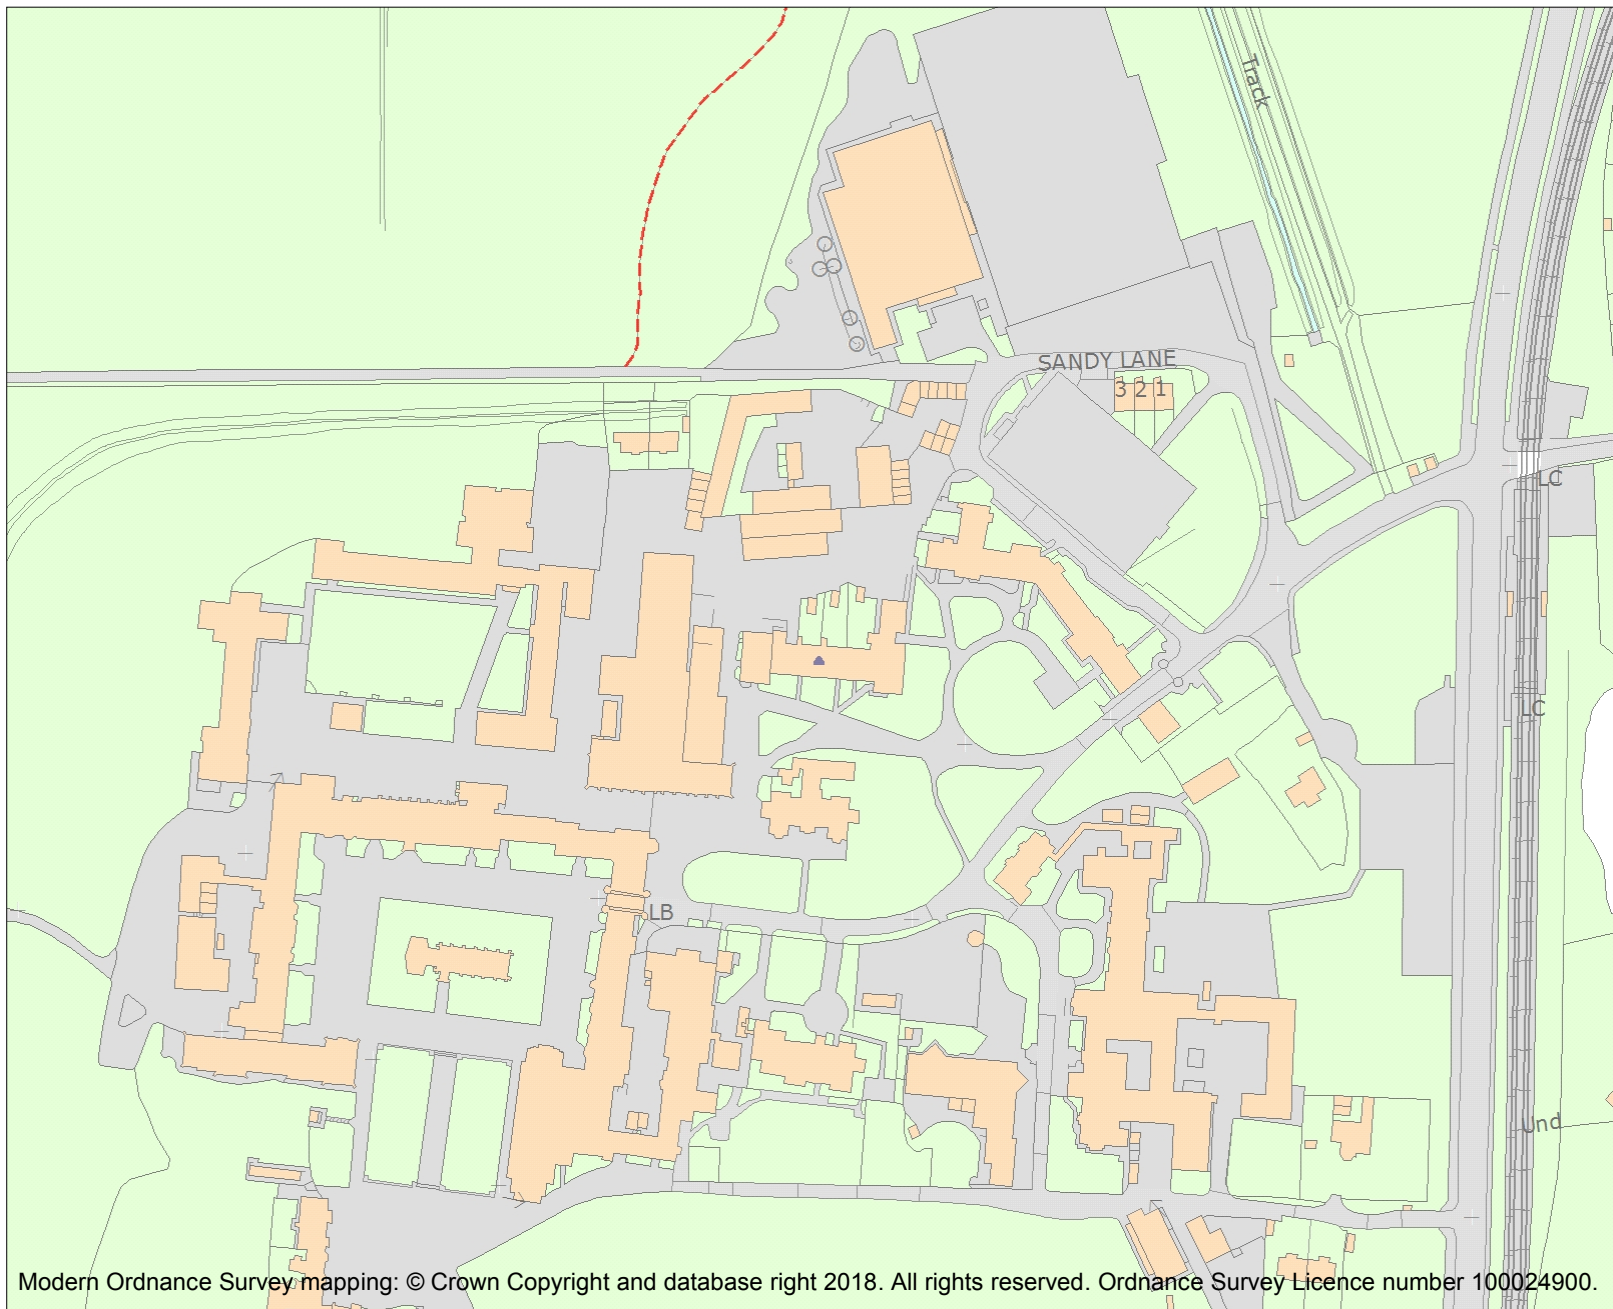 Track
SANDY LANE
3 2 1
LC
LC
LB
Und
Modern Ordnance Survey mapping: © Crown Copyright and database right 2018. All rights reserved. Ordnance Survey Licence number 100024900.